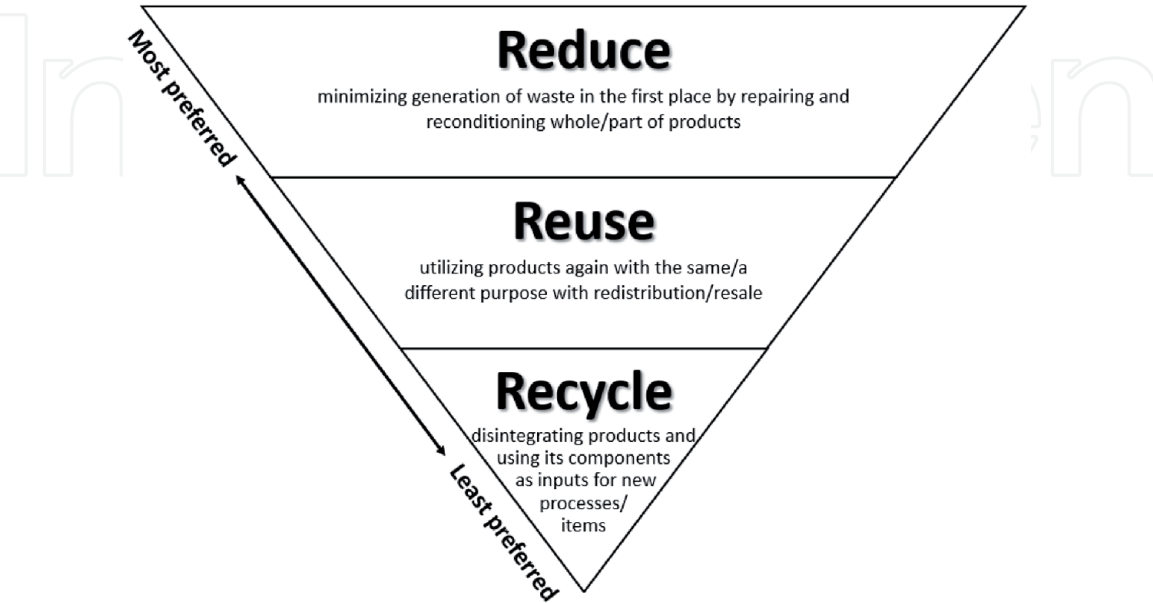 Most preferred
Reduce
minimizing generation of waste in the first place by repairing and
reconditioning whole/part of products
Reuse
utilizing products again with the same/a
different purpose with redistribution/resale
Recycle
disintegrating products and
using its components
as inputs for new
processes/
items
Least preferred